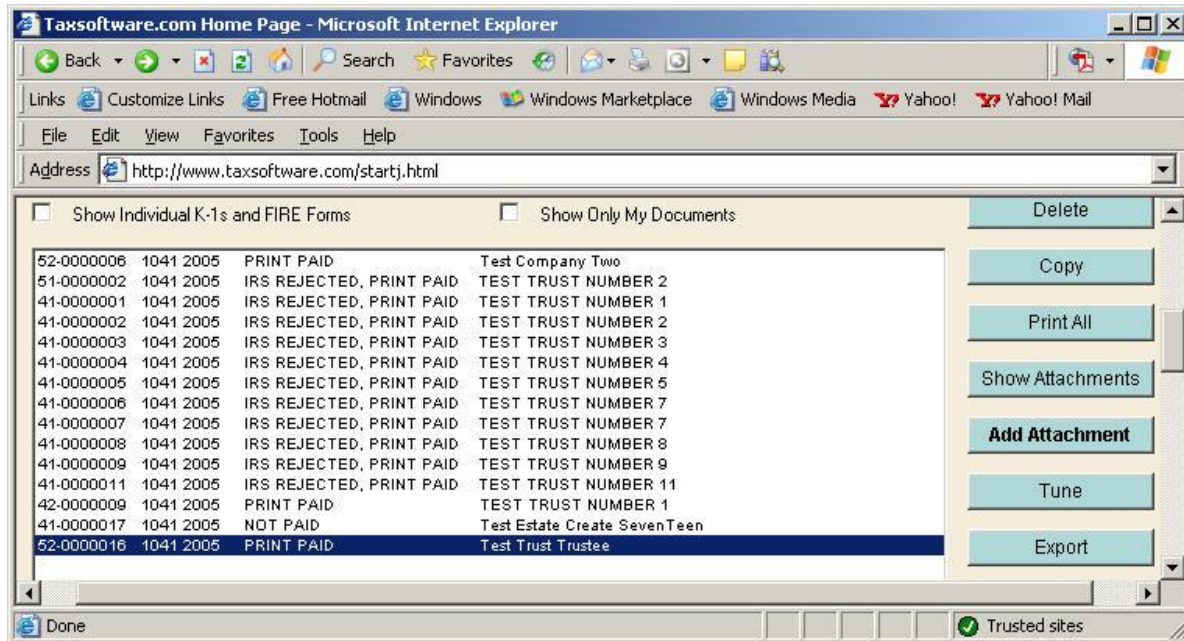 Taxsoftware.com Home Page - Microsoft Internet Explorer
Back Search Favorites
Links Customize Links Free Hotmail Windows Windows Marketplace Windows Media Yahoo! Yahoo! Mail
File Edit View Favorites Tools Help
Address http://www.taxsoftware.com/startj.html
Show Individual K-1s and FIRE Forms Show Only My Documents
52-0000006 1041 2005 PRINT PAID Test Company Two
51-0000002 1041 2005 IRS REJECTED, PRINT PAID TEST TRUST NUMBER 2
41-0000001 1041 2005 IRS REJECTED, PRINT PAID TEST TRUST NUMBER 1
41-0000002 1041 2005 IRS REJECTED, PRINT PAID TEST TRUST NUMBER 2
41-0000003 1041 2005 IRS REJECTED, PRINT PAID TEST TRUST NUMBER 3
41-0000004 1041 2005 IRS REJECTED, PRINT PAID TEST TRUST NUMBER 4
41-0000005 1041 2005 IRS REJECTED, PRINT PAID TEST TRUST NUMBER 5
41-0000006 1041 2005 IRS REJECTED, PRINT PAID TEST TRUST NUMBER 7
41-0000007 1041 2005 IRS REJECTED, PRINT PAID TEST TRUST NUMBER 7
41-0000008 1041 2005 IRS REJECTED, PRINT PAID TEST TRUST NUMBER 8
41-0000009 1041 2005 IRS REJECTED, PRINT PAID TEST TRUST NUMBER 9
41-0000011 1041 2005 IRS REJECTED, PRINT PAID TEST TRUST NUMBER 11
42-0000009 1041 2005 PRINT PAID TEST TRUST NUMBER 1
41-0000017 1041 2005 NOT PAID Test Estate Create SevenTeen
52-0000016 1041 2005 PRINT PAID Test Trust Trustee
Delete
Copy
Print All
Show Attachments
Add Attachment
Tune
Export
Done Trusted sites